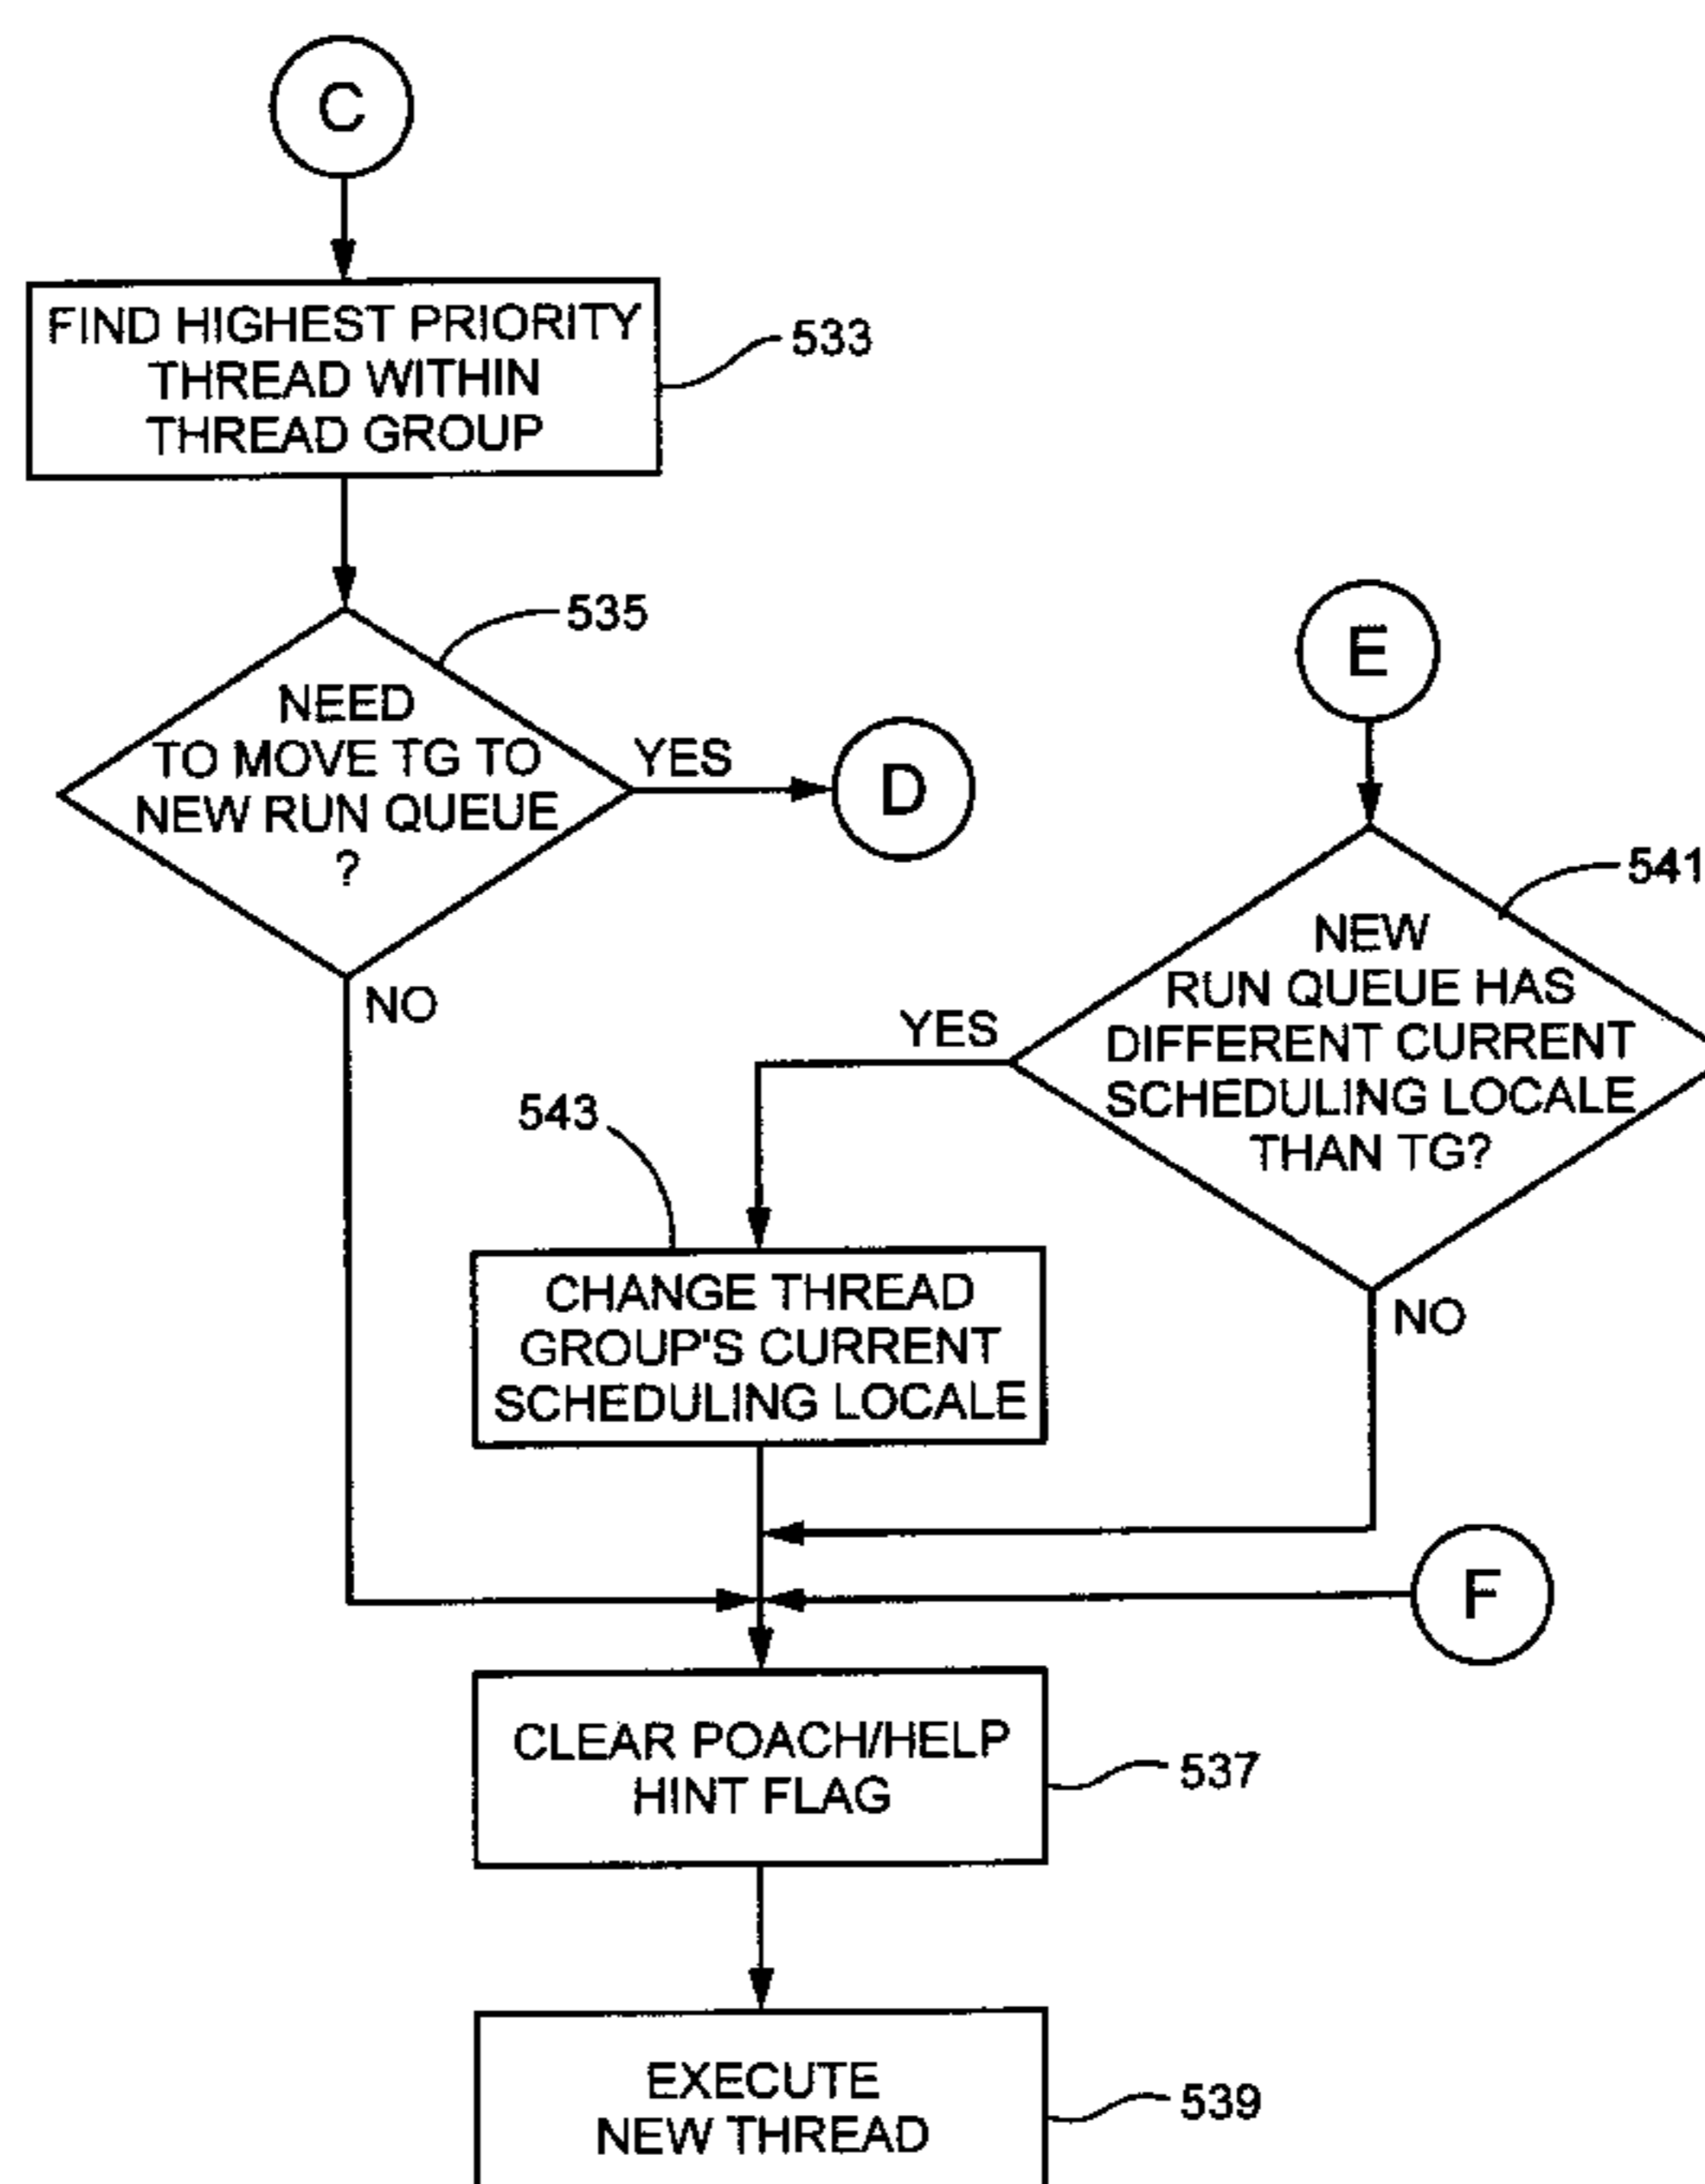 C
FIND HIGHEST PRIORITY
THREAD WITHIN
THREAD GROUP
533
535
NEED
TO MOVE TG TO
NEW RUN QUEUE
?
YES
D
NO
E
541
NEW
RUN QUEUE HAS
DIFFERENT CURRENT
SCHEDULING LOCALE
THAN TG?
YES
NO
543
CHANGE THREAD
GROUP'S CURRENT
SCHEDULING LOCALE
F
CLEAR POACH/HELP
HINT FLAG
537
EXECUTE
NEW THREAD
539